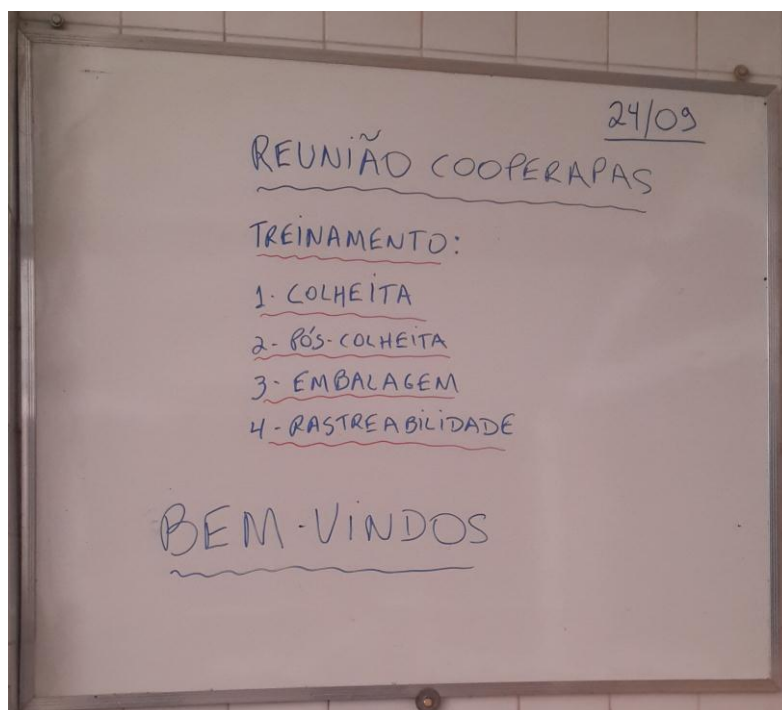 24/09
REUNIÃO COOPERAPAS
TREINAMENTO:
1. COLHEITA
2- PÓS-COLHEITA
3- EMBALAGEM
4- RASTREABILIDADE
BEM-VINDOS